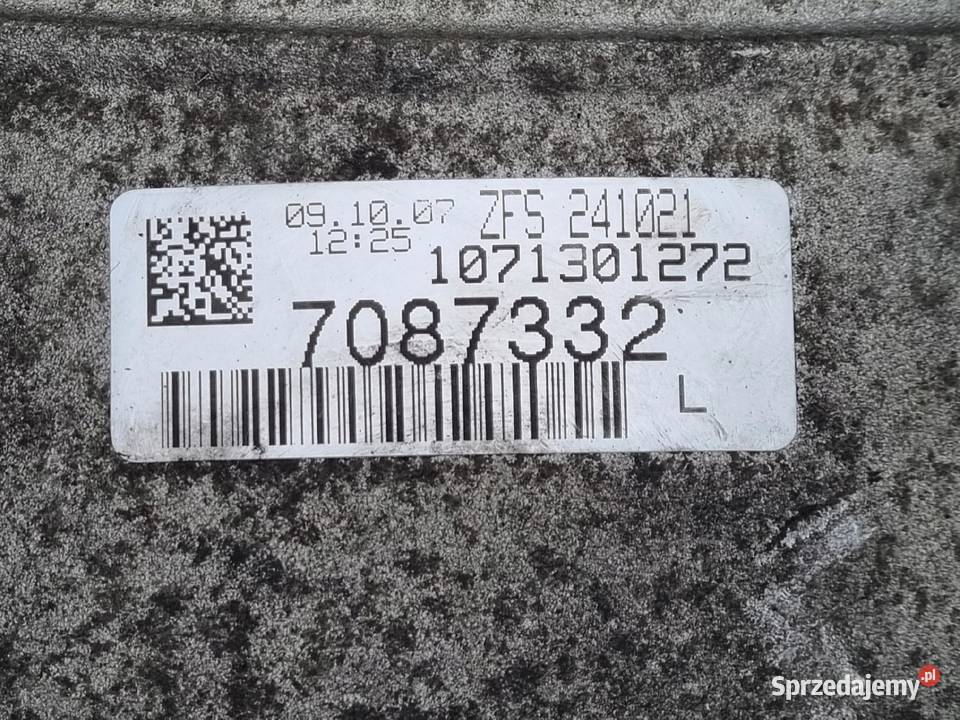 09.10.07 ZFS 241021
12:25
1071301272
7087332
L
Sprzedajemy.pl